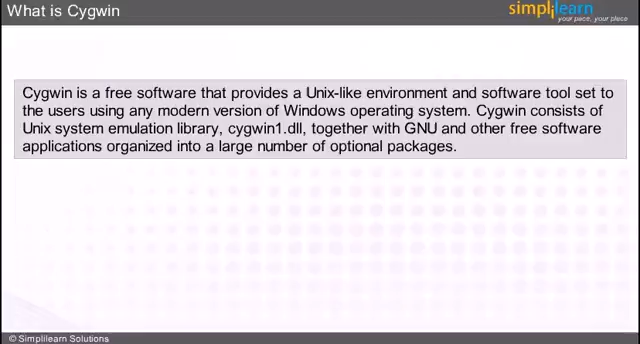 What is Cygwin
simplilearn
your pace, your place
Cygwin is a free software that provides a Unix-like environment and software tool set to
the users using any modern version of Windows operating system. Cygwin consists of
Unix system emulation library, cygwin1.dll, together with GNU and other free software
applications organized into a large number of optional packages.
© Simplilearn Solutions